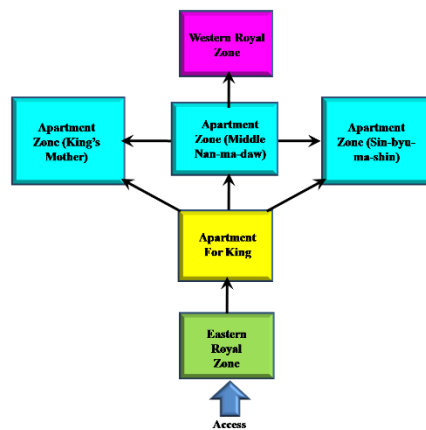 Western Royal
Zone
Apartment
Zone (King's
Mother)
Apartment
Zone (Middle
Nan-ma-daw)
Apartment
Zone (Sin-byu-
ma-shin)
Apartment
For King
Eastern
Royal
Zone
Access